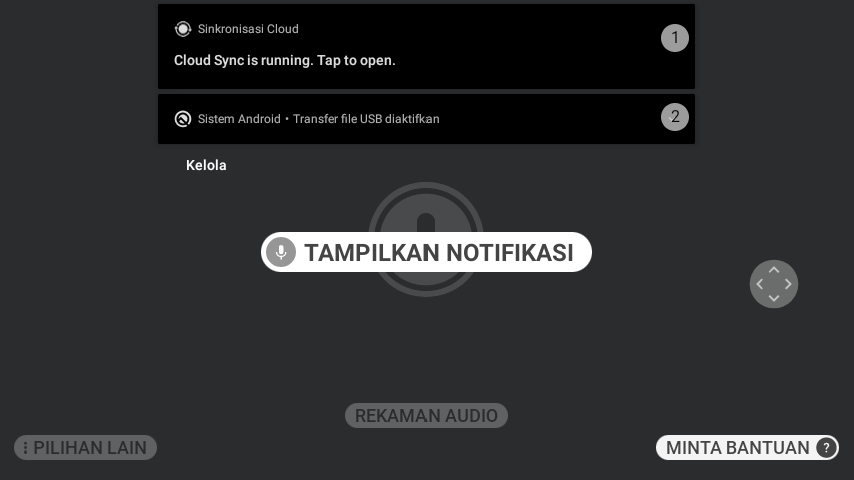 Sinkronisasi Cloud
1
Cloud Sync is running. Tap to open.
Sistem Android • Transfer file USB diaktifkan
2
Kelola
TAMPILKAN NOTIFIKASI
REKAMAN AUDIO
PILIHAN LAIN
MINTA BANTUAN ?